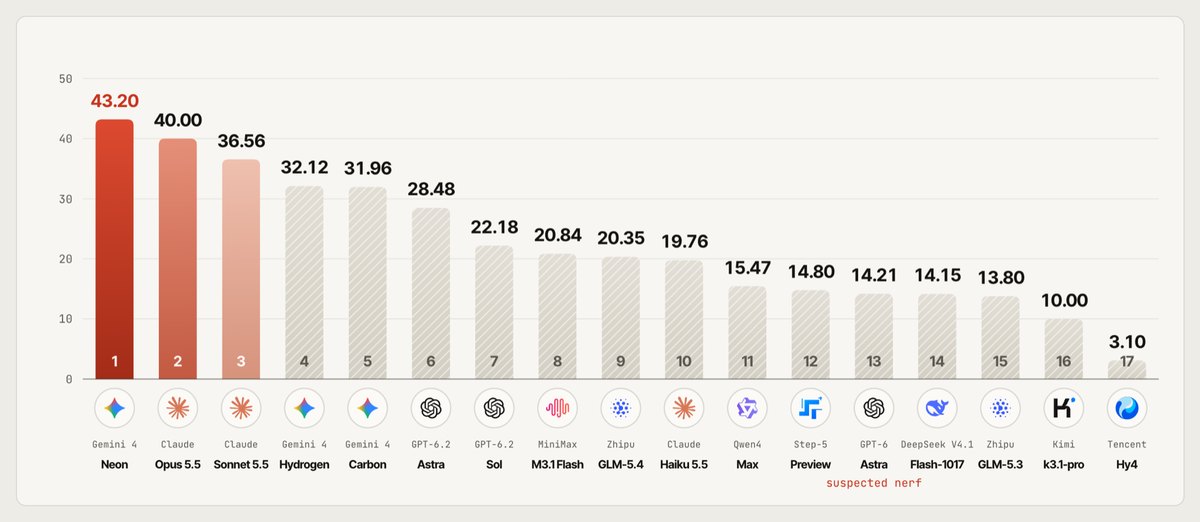 50
43.20
40.00
40
36.56
32.12
31.96
30
28.48
22.18
20.84
20.35
19.76
20
15.47
14.80
14.21
14.15
13.80
10
10.00
3.10
0
1
2
3
4
5
6
7
8
9
10
11
12
13
14
15
16
17
Gemini 4
Neon
Claude
Opus 5.5
Claude
Sonnet 5.5
Gemini 4
Hydrogen
Gemini 4
Carbon
GPT-6.2
Astra
GPT-6.2
Sol
MiniMax
M3.1 Flash
Zhipu
GLM-5.4
Claude
Haiku 5.5
Qwen4
Max
Step-5
Preview
GPT-6
Astra
suspected nerf
DeepSeek V4.1
Flash-1017
Zhipu
GLM-5.3
Kimi
k3.1-pro
Tencent
Hy4